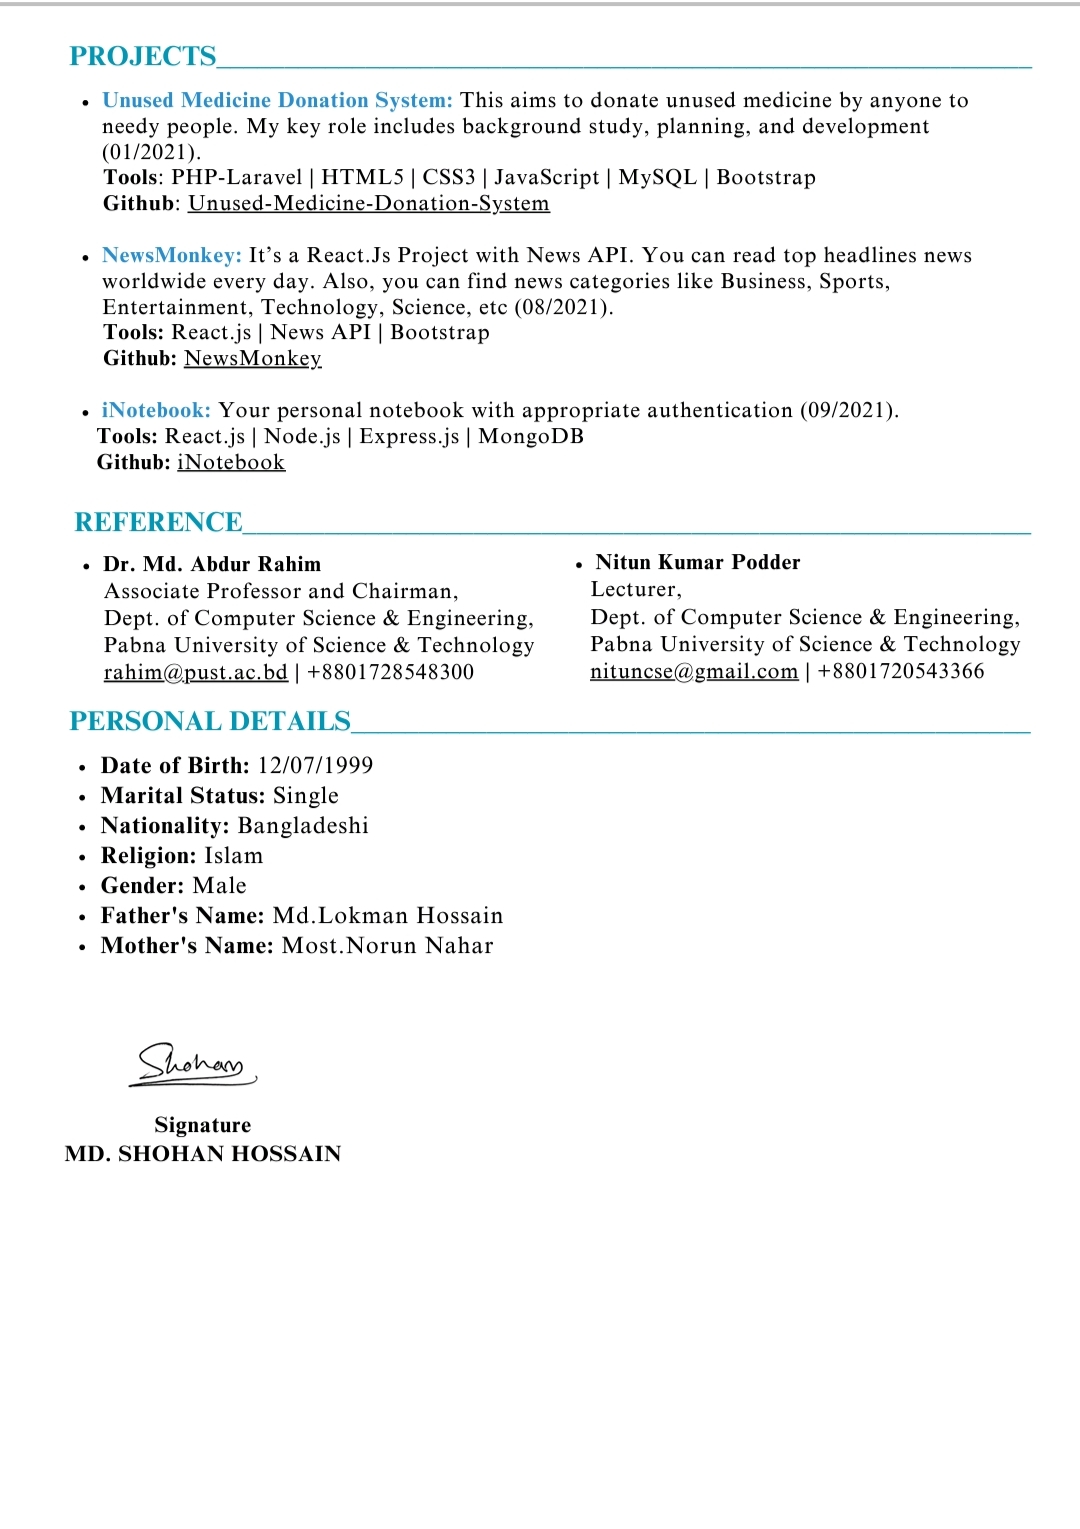 PROJECTS
• Unused Medicine Donation System: This aims to donate unused medicine by anyone to
needy people. My key role includes background study, planning, and development
(01/2021).
Tools: PHP-Laravel | HTML5 | CSS3 | JavaScript | MySQL | Bootstrap
Github: Unused-Medicine-Donation-System
• NewsMonkey: It’s a React.Js Project with News API. You can read top headlines news
worldwide every day. Also, you can find news categories like Business, Sports,
Entertainment, Technology, Science, etc (08/2021).
Tools: React.js | News API | Bootstrap
Github: NewsMonkey
• iNotebook: Your personal notebook with appropriate authentication (09/2021).
Tools: React.js | Node.js | Express.js | MongoDB
Github: iNotebook
REFERENCE
• Dr. Md. Abdur Rahim
Associate Professor and Chairman,
Dept. of Computer Science & Engineering,
Pabna University of Science & Technology
rahim@pust.ac.bd | +8801728548300
• Nitun Kumar Podder
Lecturer,
Dept. of Computer Science & Engineering,
Pabna University of Science & Technology
nituncse@gmail.com | +8801720543366
PERSONAL DETAILS
• Date of Birth: 12/07/1999
• Marital Status: Single
• Nationality: Bangladeshi
• Religion: Islam
• Gender: Male
• Father's Name: Md.Lokman Hossain
• Mother's Name: Most.Norun Nahar
Shohan
Signature
MD. SHOHAN HOSSAIN